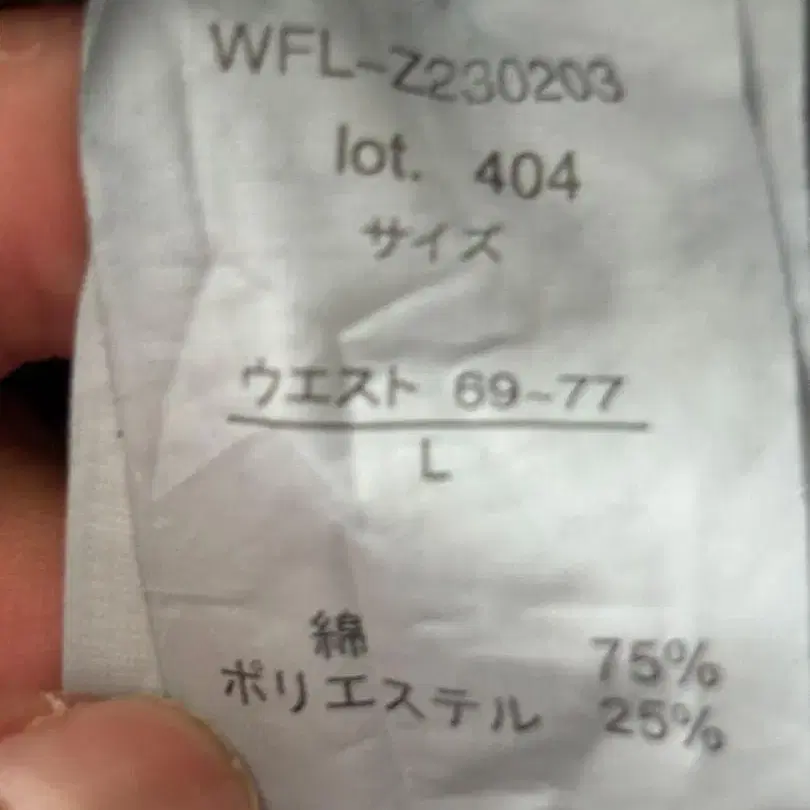 WFL-Z230203
lot. 404
サイズ
ウエスト 69~77
L
綿 75%
ポリエステル 25%